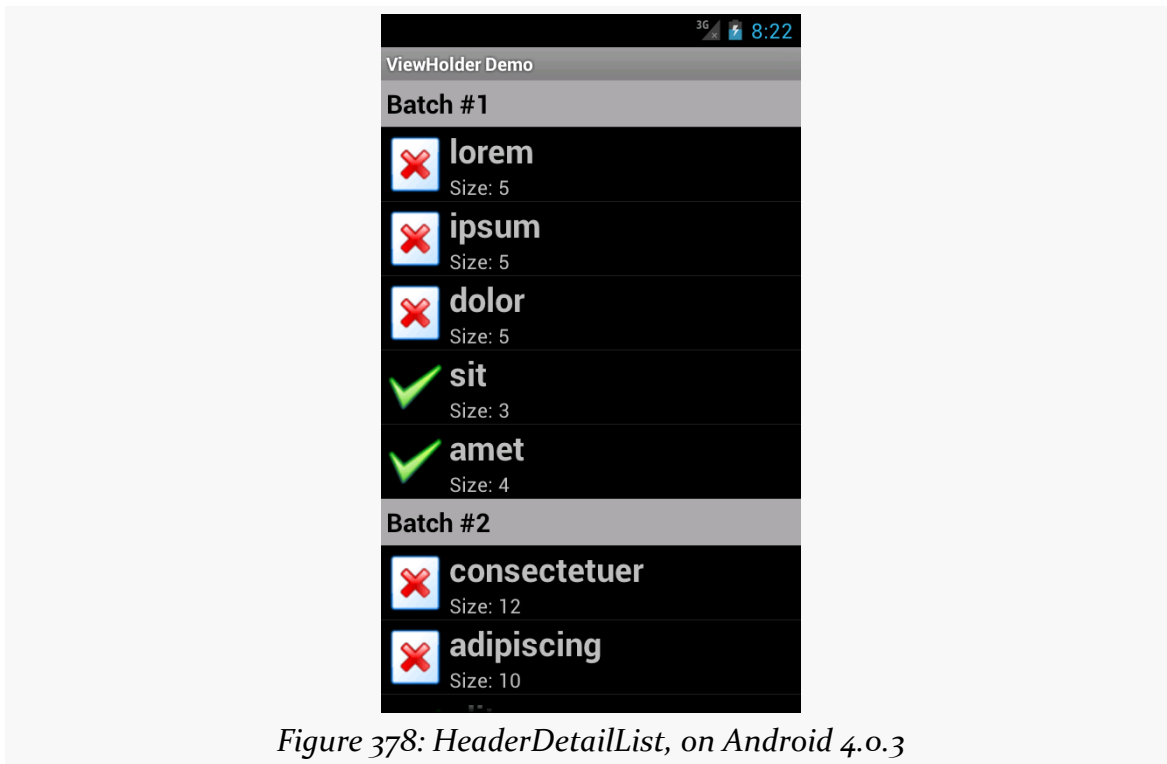 3G 8:22
ViewHolder Demo
Batch #1
lorem
Size: 5
ipsum
Size: 5
dolor
Size: 5
sit
Size: 3
amet
Size: 4
Batch #2
consectetuer
Size: 12
adipiscing
Size: 10
Figure 378: HeaderDetailList, on Android 4.0.3